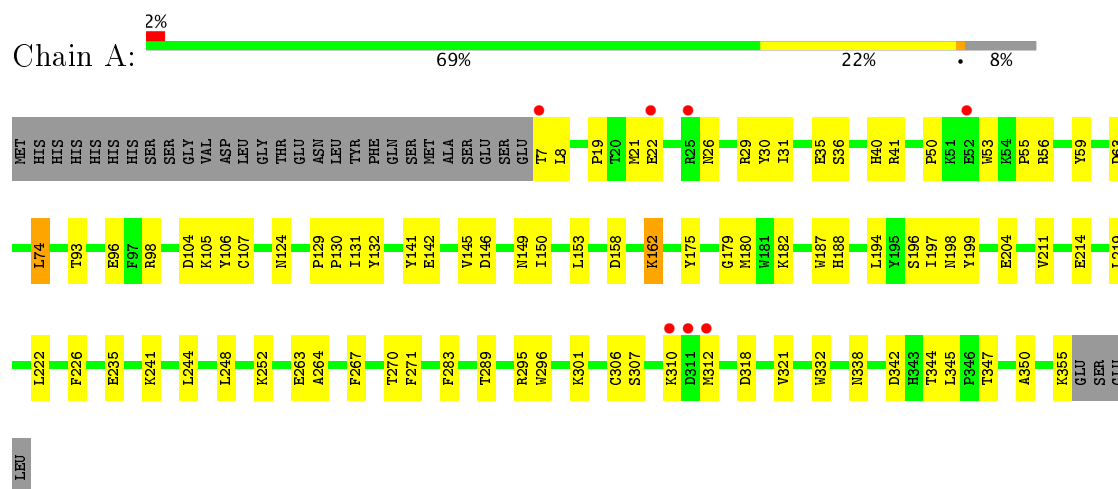 2%
Chain A:
69% 22% • 8%
MET HIS HIS HIS HIS HIS HIS SER SER GLY VAL ASP LEU GLY THR GLU ASN LEU TYR PHE GLN SER MET ALA SER GLU SER GLU T7 L8 P19 T20 M21 E22 R25 N26 R29 Y30 I31 E35 S36 H40 R41 P50 K51 E52 W53 K54 P55 R56 Y59 D63
L74 T93 E96 F97 R98 D104 K105 Y106 C107 N124 P129 P130 I131 Y132 Y141 E142 V145 D146 N149 I150 L153 D158 K162 Y175 G179 M180 W181 K182 W187 H188 L194 Y195 S196 I197 N198 Y199 E204 V211 E214 L219
L222 F226 E235 K241 L244 L248 K252 E263 A264 F267 T270 F271 F283 T289 R295 W296 K301 C306 S307 K310 D311 M312 D318 V321 W332 N338 D342 H343 T344 L345 P346 T347 A350 K355 GLU SER GLU
LEU